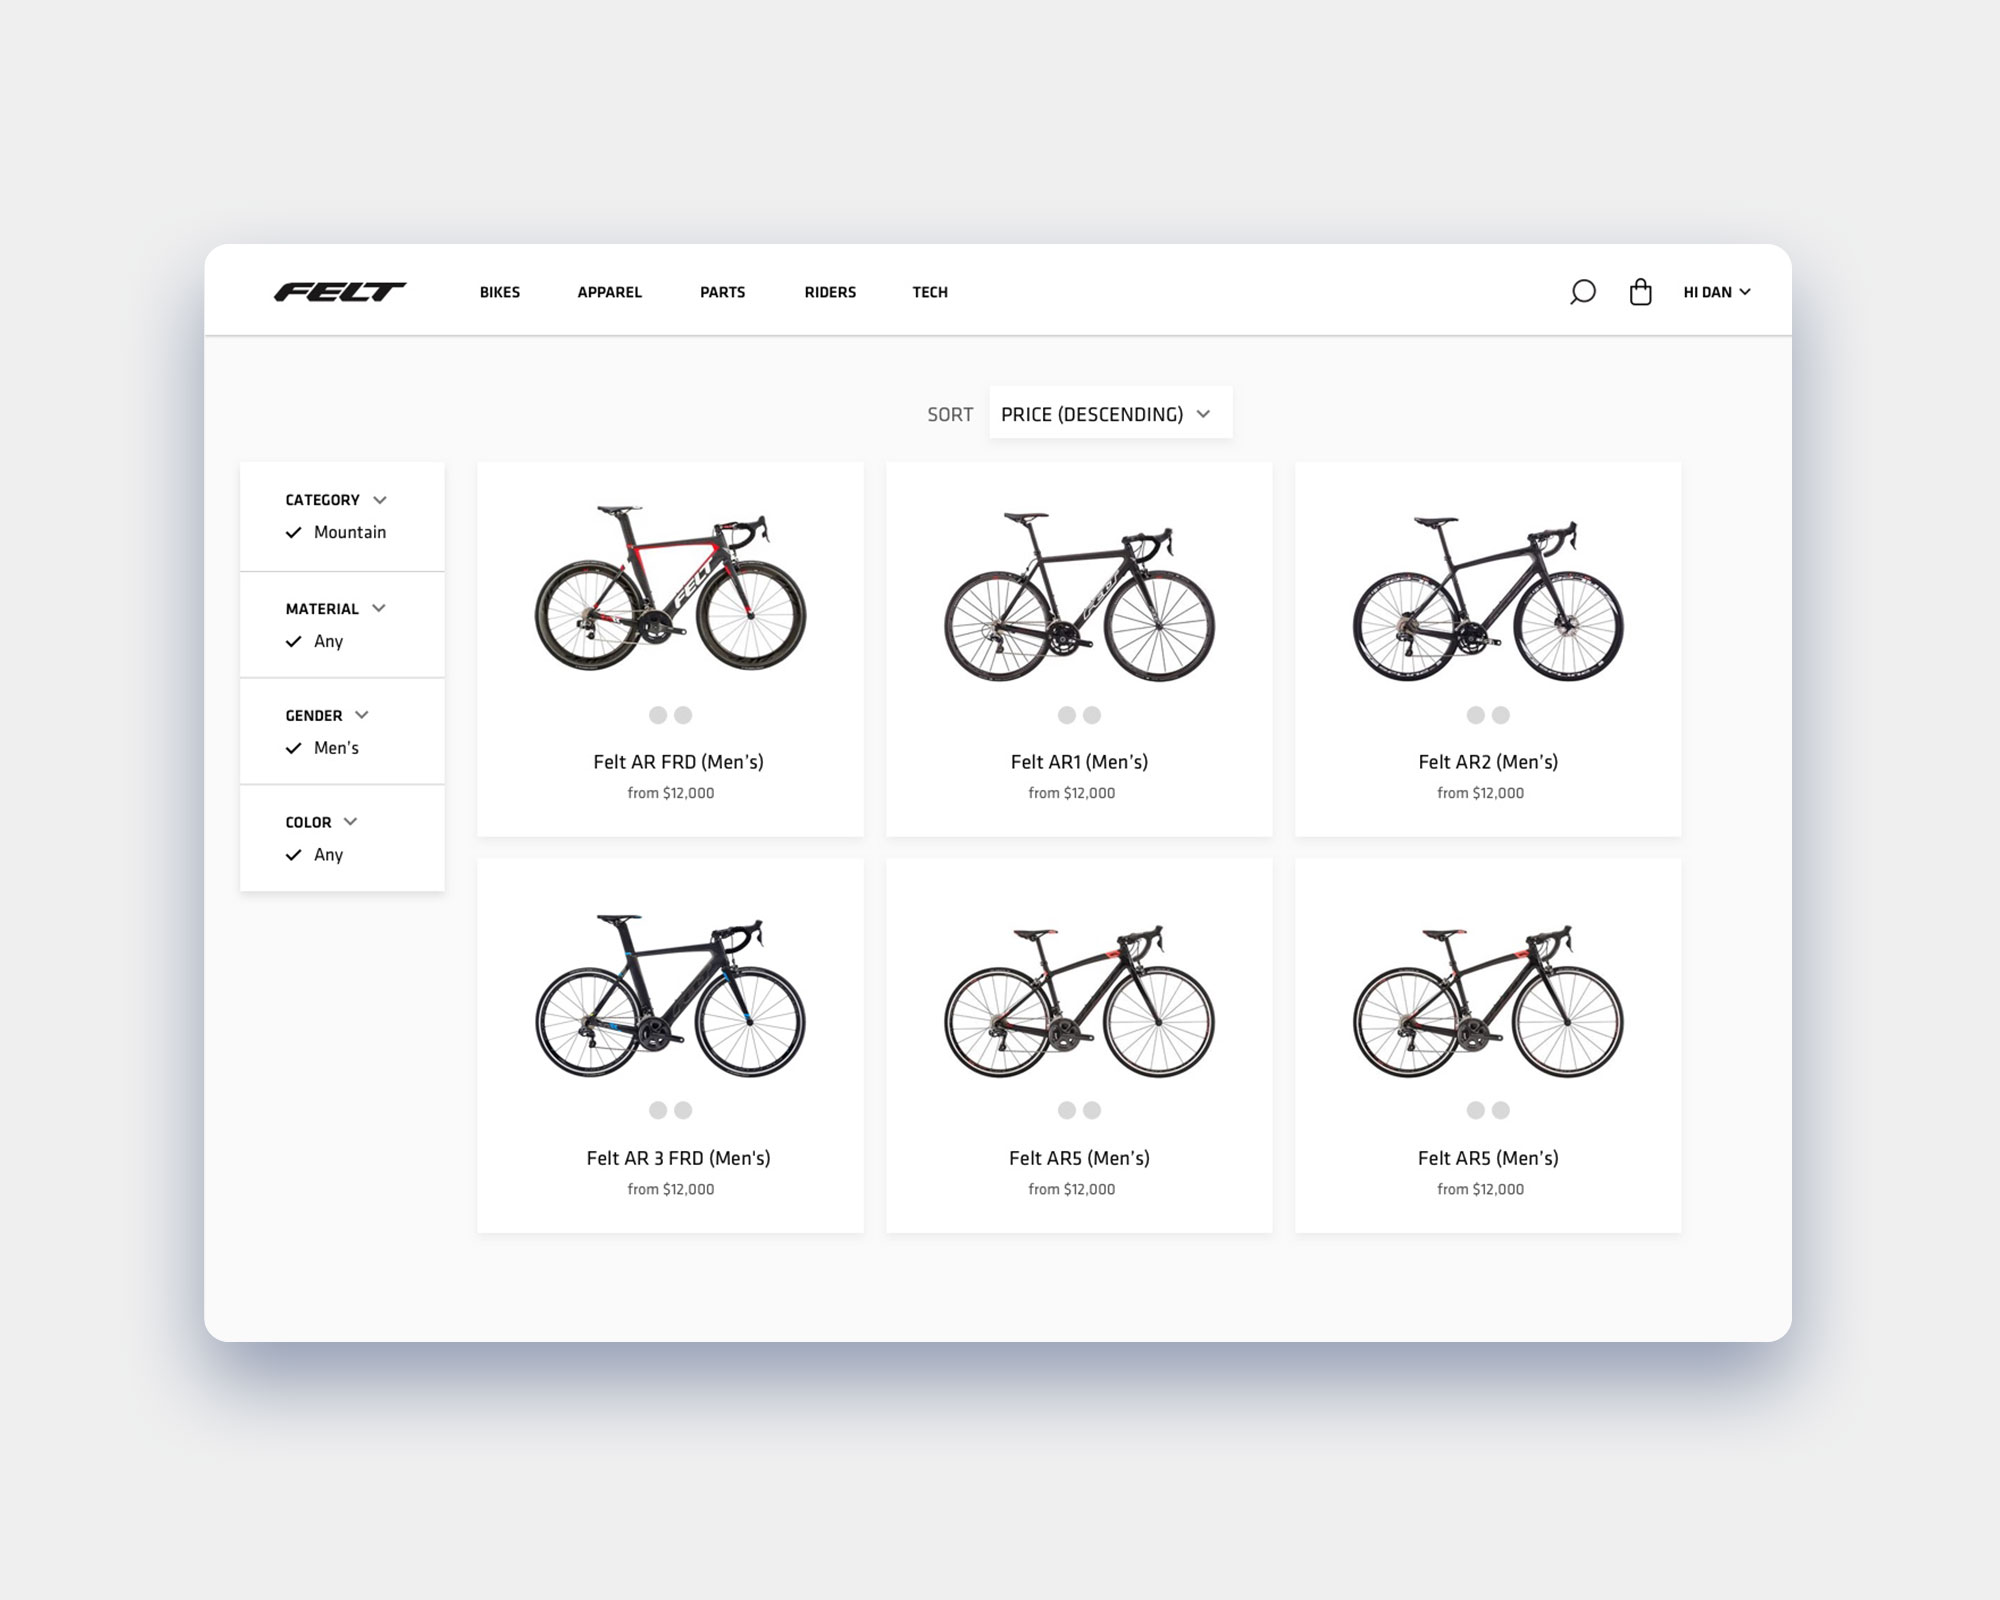 FELT
BIKES APPAREL PARTS RIDERS TECH HI DAN
SORT PRICE (DESCENDING)
CATEGORY
Mountain
MATERIAL
Any
GENDER
Men's
COLOR
Any
FELT
Felt AR FRD (Men's)
from $12,000
FELT
Felt AR1 (Men's)
from $12,000
Felt AR2 (Men's)
from $12,000
Felt AR 3 FRD (Men's)
from $12,000
Felt AR5 (Men's)
from $12,000
Felt AR5 (Men's)
from $12,000